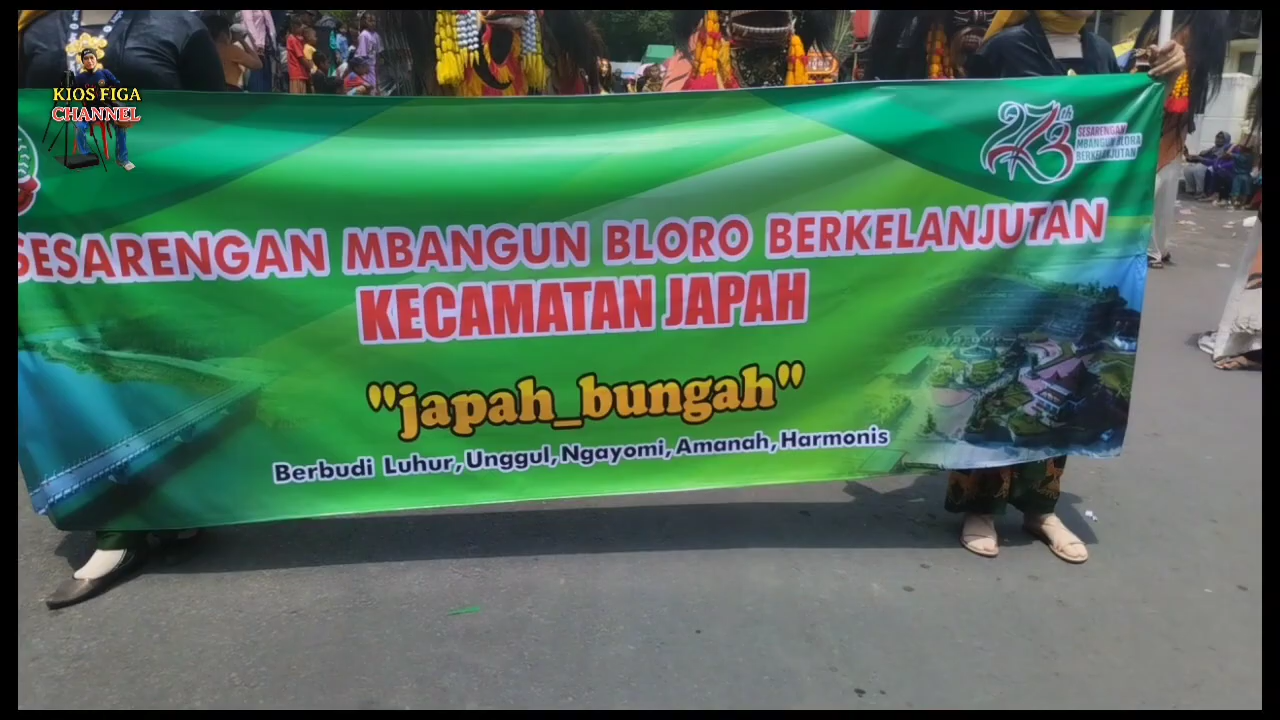 KIOS FIGA
CHANNEL
273th
SESARENGAN
MBANGUN BLORA
BERKELANJUTAN
SESARENGAN MBANGUN BLORO BERKELANJUTAN
KECAMATAN JAPAH
"japah_bungah"
Berbudi Luhur,Unggul,Ngayomi,Amanah,Harmonis